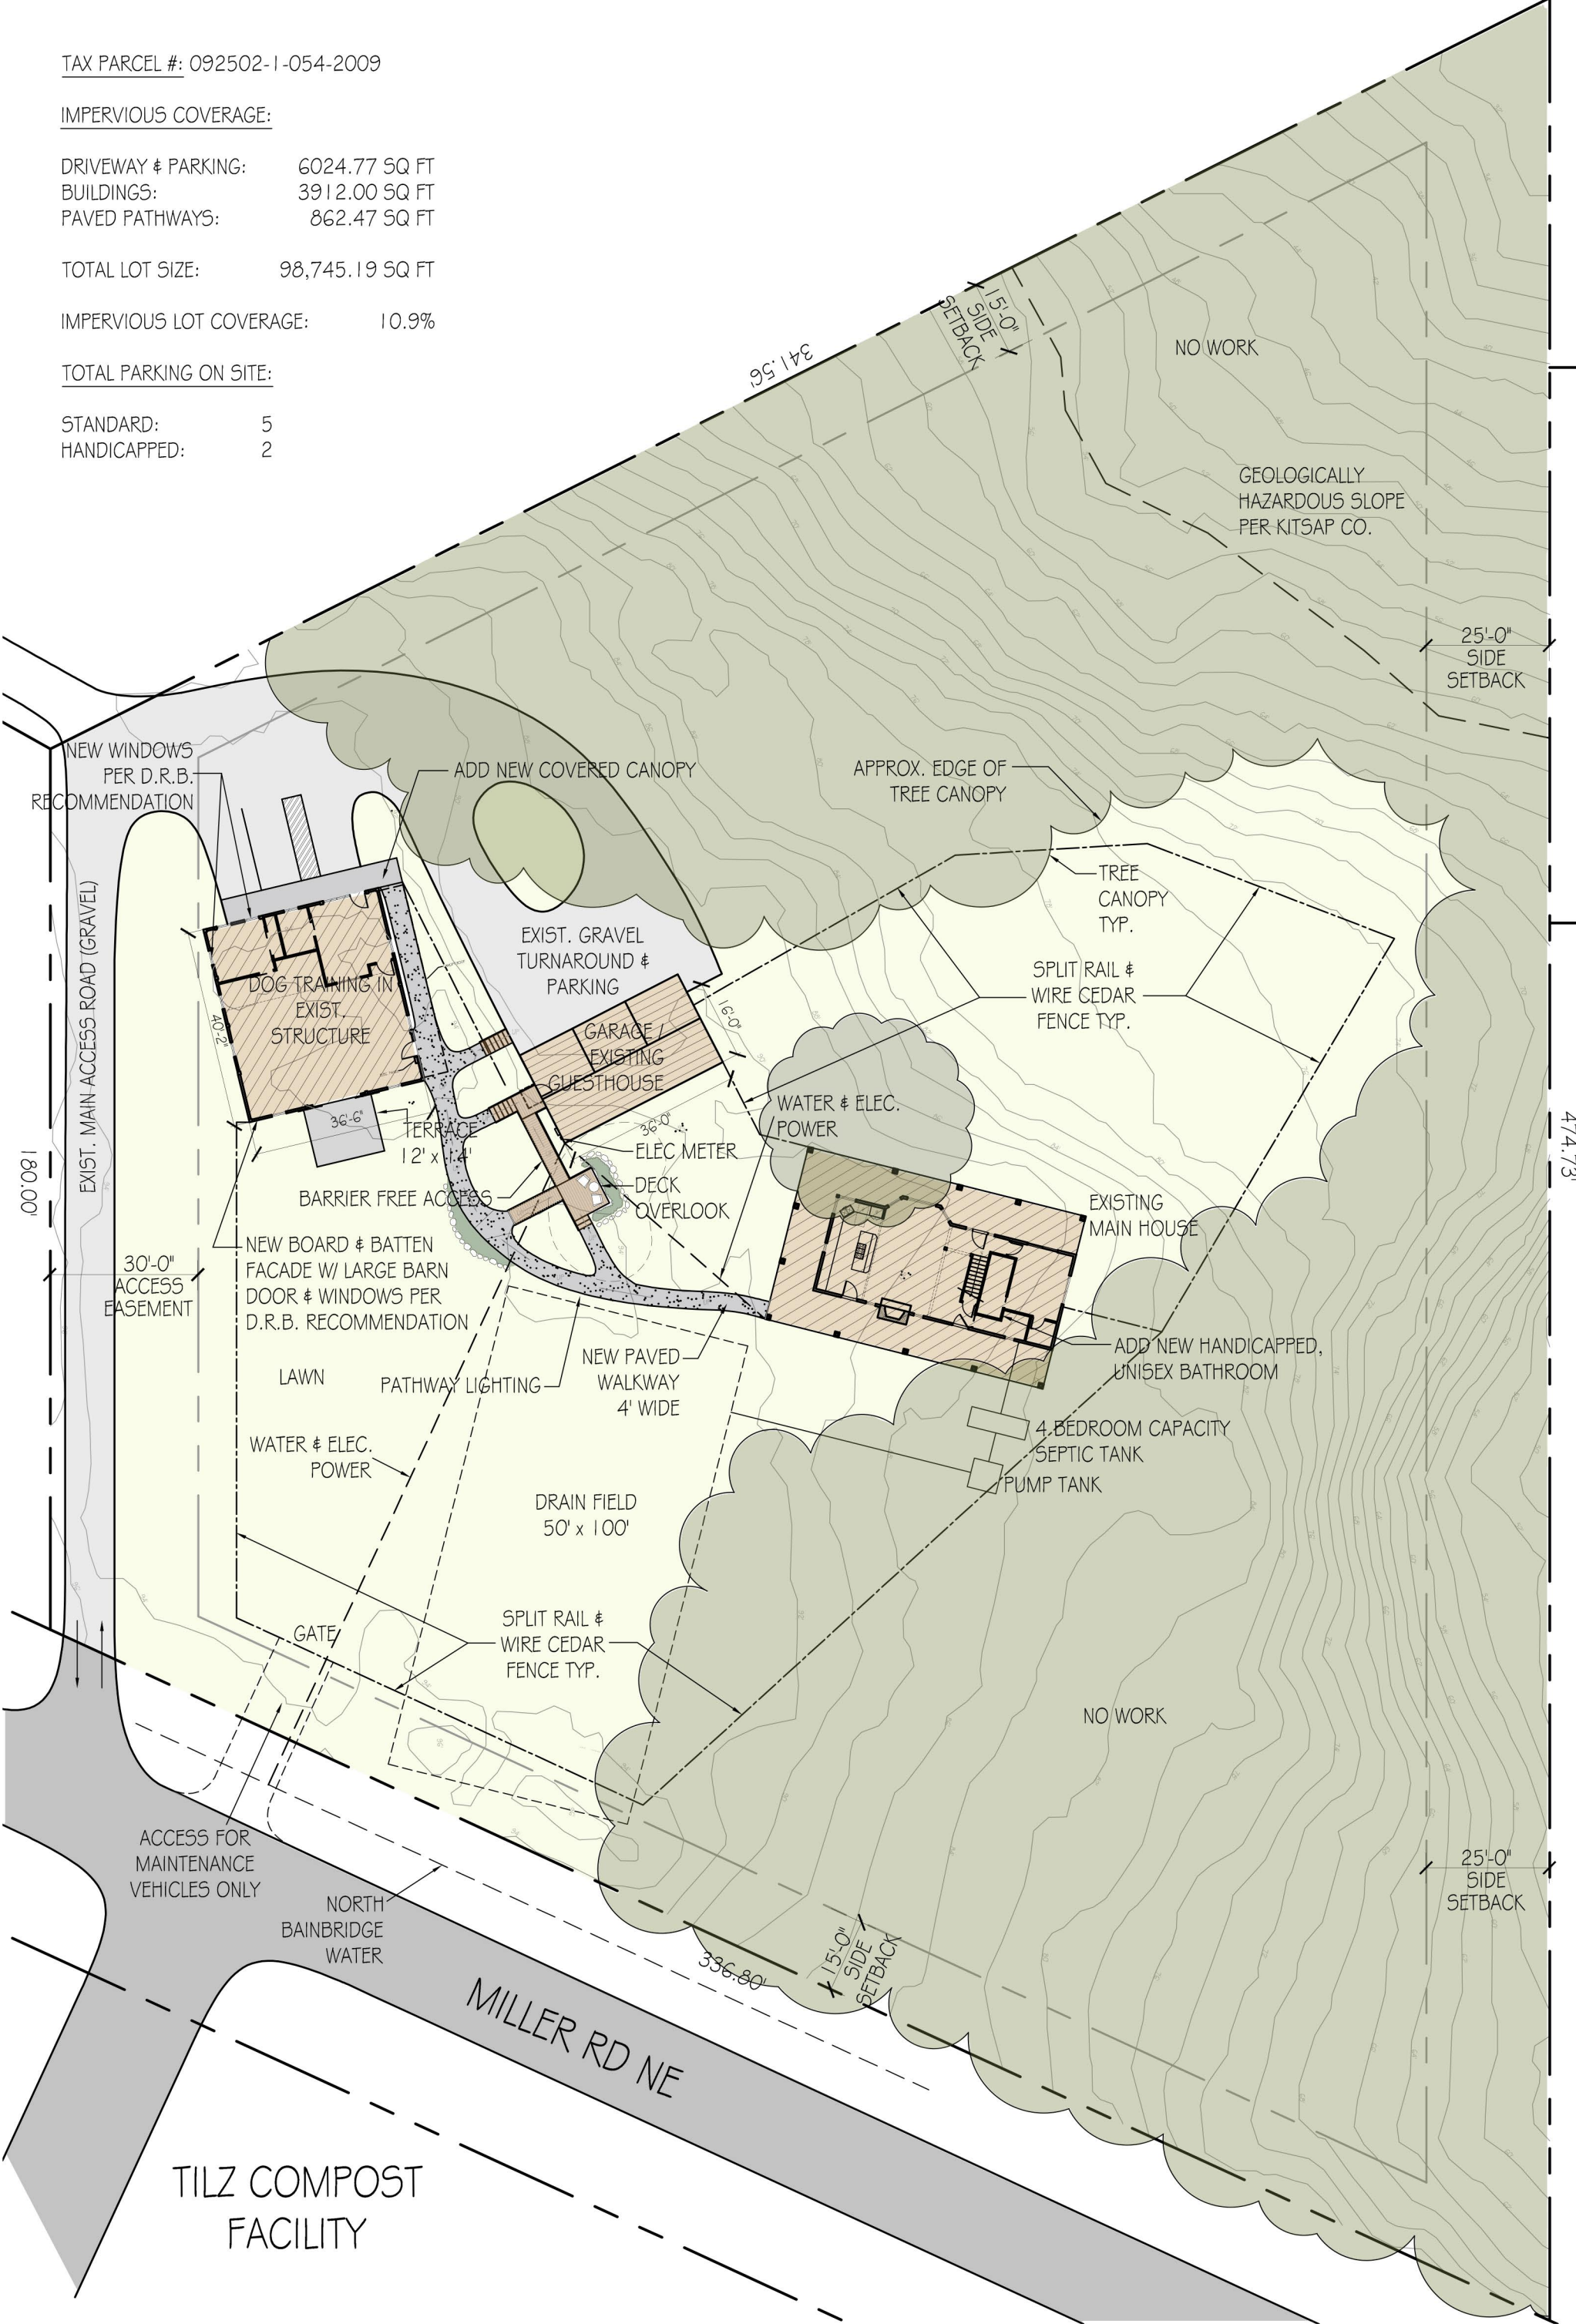 TAX PARCEL #: 092502-1-054-2009
IMPERVIOUS COVERAGE:
DRIVEWAY & PARKING: 6024.77 SQ FT
BUILDINGS: 3912.00 SQ FT
PAVED PATHWAYS: 862.47 SQ FT
TOTAL LOT SIZE: 98,745.19 SQ FT
IMPERVIOUS LOT COVERAGE: 10.9%
TOTAL PARKING ON SITE:
STANDARD: 5
HANDICAPPED: 2
341.56'
15'-0"
SIDE
SETBACK
NO WORK
GEOLOGICALLY
HAZARDOUS SLOPE
PER KITSAP CO.
25'-0"
SIDE
SETBACK
NEW WINDOWS
PER D.R.B.
RECOMMENDATION
ADD NEW COVERED CANOPY
APPROX. EDGE OF
TREE CANOPY
TREE
CANOPY
TYP.
EXIST. MAIN ACCESS ROAD (GRAVEL)
EXIST. GRAVEL
TURNAROUND &
PARKING
SPLIT RAIL &
WIRE CEDAR
FENCE TYP.
DOG TRAINING IN
EXIST.
STRUCTURE
40'-2"
16'-0"
GARAGE /
EXISTING
GUESTHOUSE
WATER & ELEC.
POWER
36'-6"
36'-0"
TERRACE
12' x 14'
ELEC METER
474.73'
180.00'
BARRIER FREE ACCESS
DECK
OVERLOOK
EXISTING
MAIN HOUSE
NEW BOARD & BATTEN
FACADE W/ LARGE BARN
DOOR & WINDOWS PER
D.R.B. RECOMMENDATION
30'-0"
ACCESS
EASEMENT
LAWN
PATHWAY LIGHTING
NEW PAVED
WALKWAY
4' WIDE
ADD NEW HANDICAPPED,
UNISEX BATHROOM
4 BEDROOM CAPACITY
SEPTIC TANK
PUMP TANK
WATER & ELEC.
POWER
DRAIN FIELD
50' x 100'
GATE
SPLIT RAIL &
WIRE CEDAR
FENCE TYP.
NO WORK
ACCESS FOR
MAINTENANCE
VEHICLES ONLY
NORTH
BAINBRIDGE
WATER
25'-0"
SIDE
SETBACK
336.80'
15'-0"
SIDE
SETBACK
MILLER RD NE
TILZ COMPOST
FACILITY